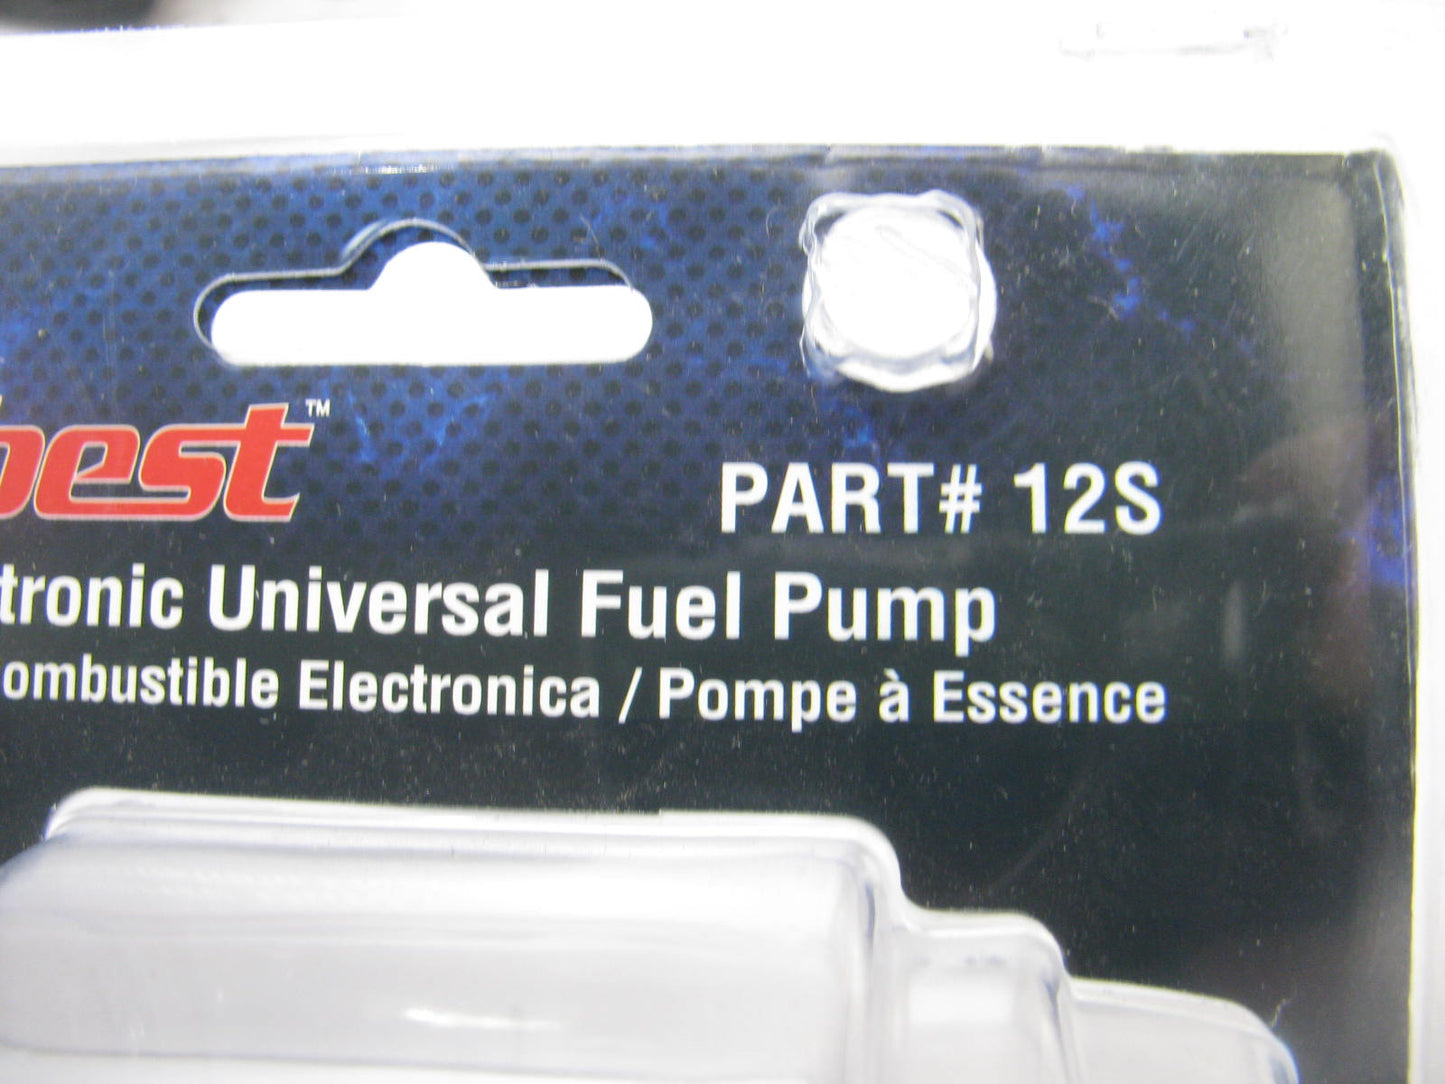 best™
PART# 12S
tronic Universal Fuel Pump
ombustible Electronica / Pompe à Essence